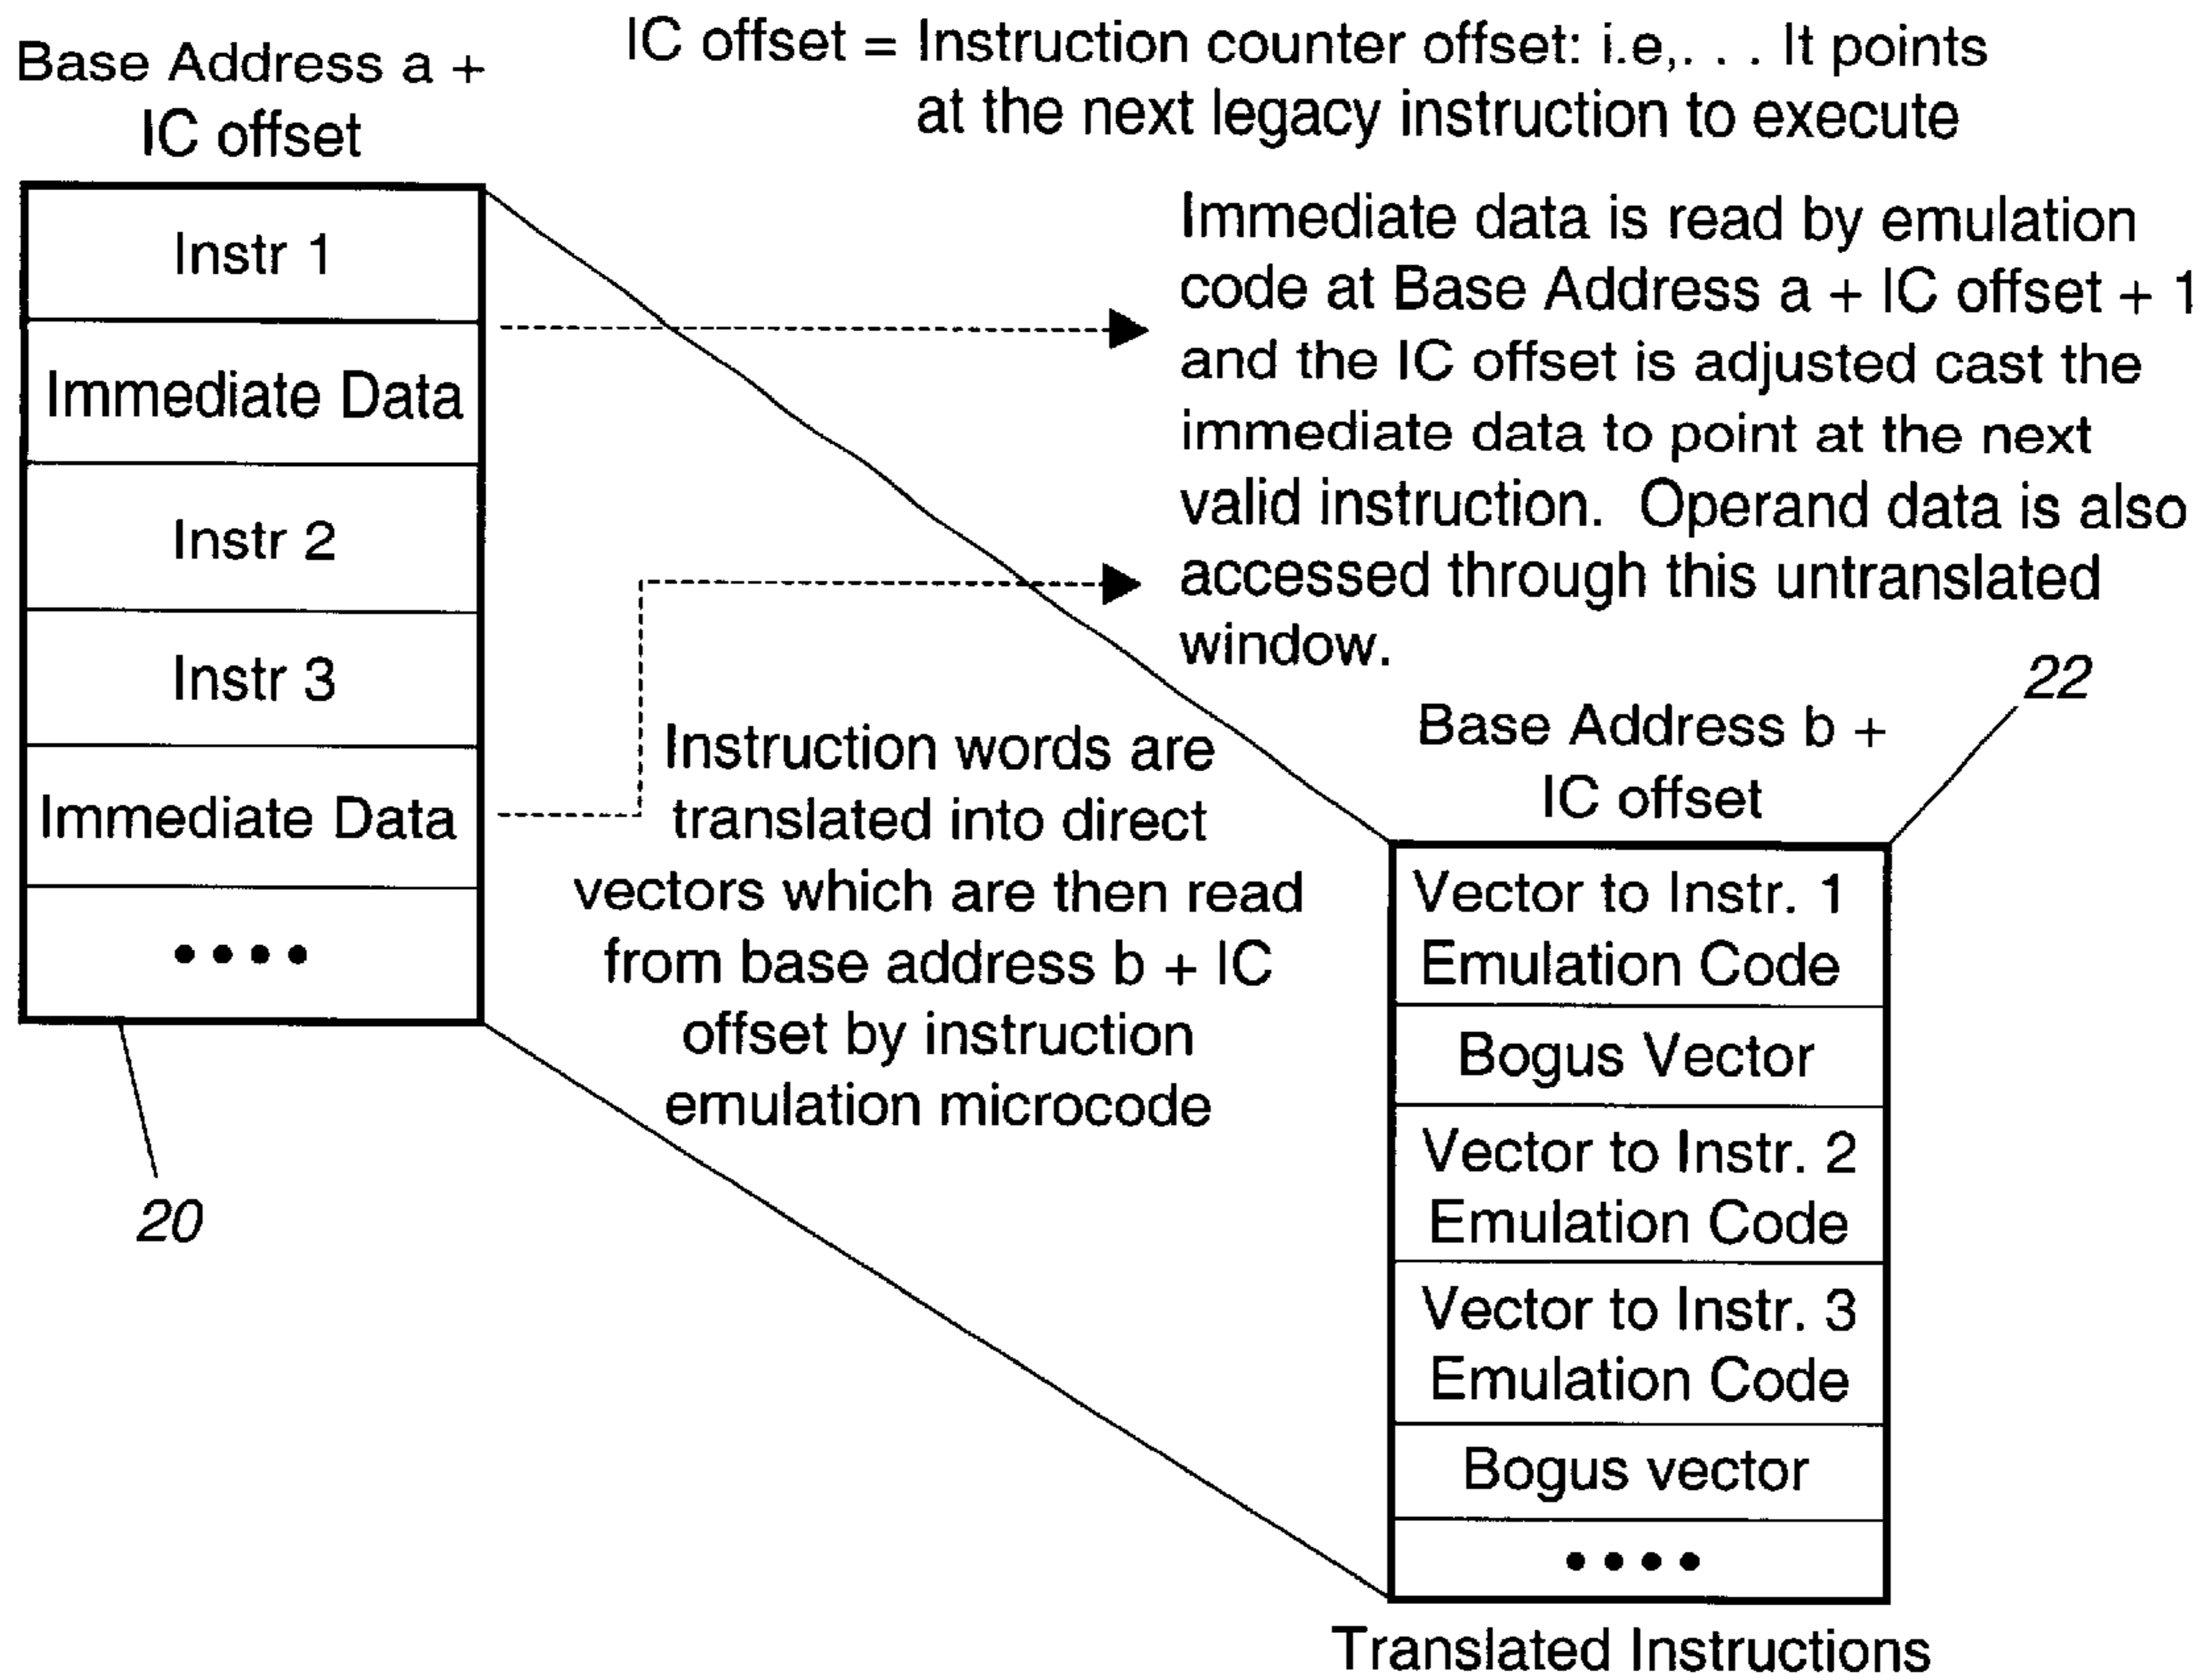 Base Address a +
IC offset
IC offset = Instruction counter offset: i.e,. . . It points
at the next legacy instruction to execute
Instr 1
Immediate Data
Instr 2
Instr 3
Immediate Data
••••
20
Immediate data is read by emulation
code at Base Address a + IC offset + 1
and the IC offset is adjusted cast the
immediate data to point at the next
valid instruction. Operand data is also
accessed through this untranslated
window.
Instruction words are
translated into direct
vectors which are then read
from base address b + IC
offset by instruction
emulation microcode
22
Base Address b +
IC offset
Vector to Instr. 1
Emulation Code
Bogus Vector
Vector to Instr. 2
Emulation Code
Vector to Instr. 3
Emulation Code
Bogus vector
••••
Translated Instructions